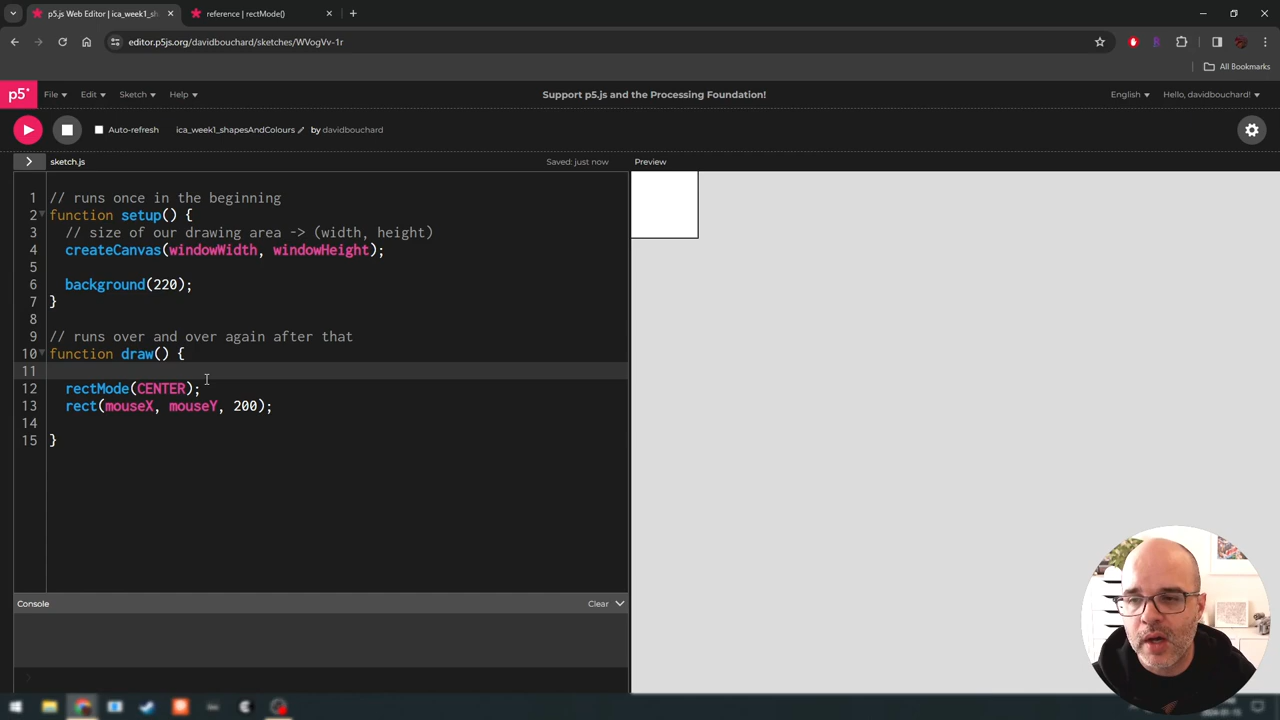 p5.js Web Editor | ica_week1_sh
reference | rectMode()
editor.p5js.org/davidbouchard/sketches/WVogVv-1r
All Bookmarks
p5*
File
Edit
Sketch
Help
Support p5.js and the Processing Foundation!
English
Hello, davidbouchard!
Auto-refresh
ica_week1_shapesAndColours
by davidbouchard
sketch.js
Saved: just now
Preview
1 // runs once in the beginning
2 function setup() {
3 // size of our drawing area -> (width, height)
4 createCanvas(windowWidth, windowHeight);
5
6 background(220);
7 }
8
9 // runs over and over again after that
10 function draw() {
11
12 rectMode(CENTER);
13 rect(mouseX, mouseY, 200);
14
15 }
Console
Clear